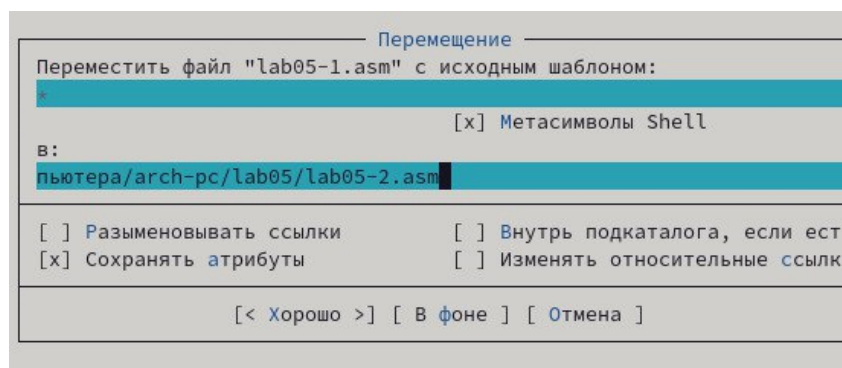 Перемещение
Переместить файл "lab05-1.asm" с исходным шаблоном:
*
[x] Метасимволы Shell
в:
пьютера/arch-pc/lab05/lab05-2.asm
[ ] Разыменовывать ссылки [ ] Внутрь подкаталога, если ест
[x] Сохранять атрибуты [ ] Изменять относительные ссылк
[< Хорошо >] [ В фоне ] [ Отмена ]